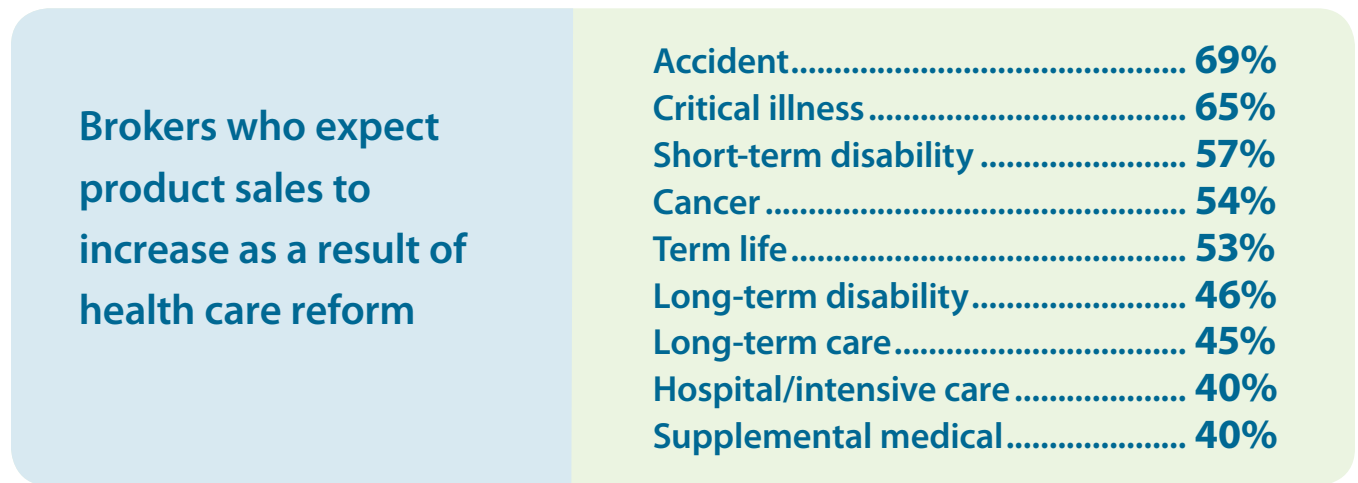 Brokers who expect
product sales to
increase as a result of
health care reform
Accident.............................................. 69%
Critical illness..................................... 65%
Short-term disability........................ 57%
Cancer................................................. 54%
Term life.............................................. 53%
Long-term disability......................... 46%
Long-term care.................................. 45%
Hospital/intensive care.................... 40%
Supplemental medical..................... 40%